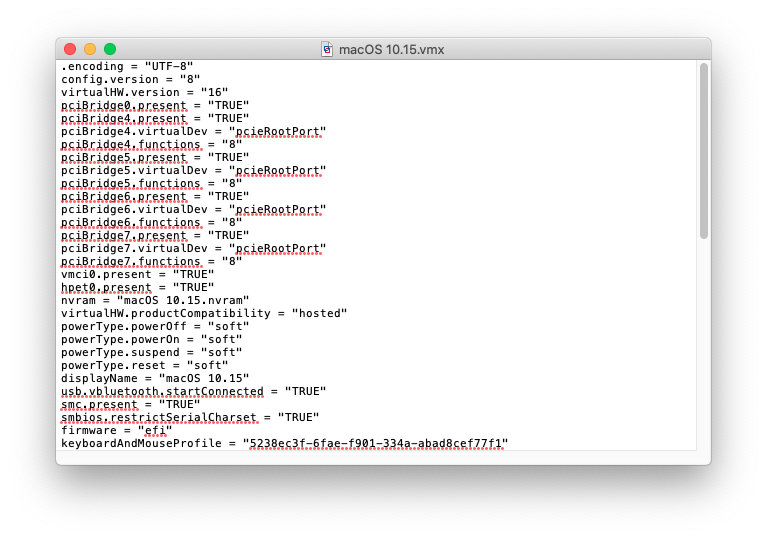 macOS 10.15.vmx
.encoding = "UTF-8"
config.version = "8"
virtualHW.version = "16"
pciBridge0.present = "TRUE"
pciBridge4.present = "TRUE"
pciBridge4.virtualDev = "pcieRootPort"
pciBridge4.functions = "8"
pciBridge5.present = "TRUE"
pciBridge5.virtualDev = "pcieRootPort"
pciBridge5.functions = "8"
pciBridge6.present = "TRUE"
pciBridge6.virtualDev = "pcieRootPort"
pciBridge6.functions = "8"
pciBridge7.present = "TRUE"
pciBridge7.virtualDev = "pcieRootPort"
pciBridge7.functions = "8"
vmci0.present = "TRUE"
hpet0.present = "TRUE"
nvram = "macOS 10.15.nvram"
virtualHW.productCompatibility = "hosted"
powerType.powerOff = "soft"
powerType.powerOn = "soft"
powerType.suspend = "soft"
powerType.reset = "soft"
displayName = "macOS 10.15"
usb.vbluetooth.startConnected = "TRUE"
smc.present = "TRUE"
smbios.restrictSerialCharset = "TRUE"
firmware = "efi"
keyboardAndMouseProfile = "5238ec3f-6fae-f901-334a-abad8cef77f1"